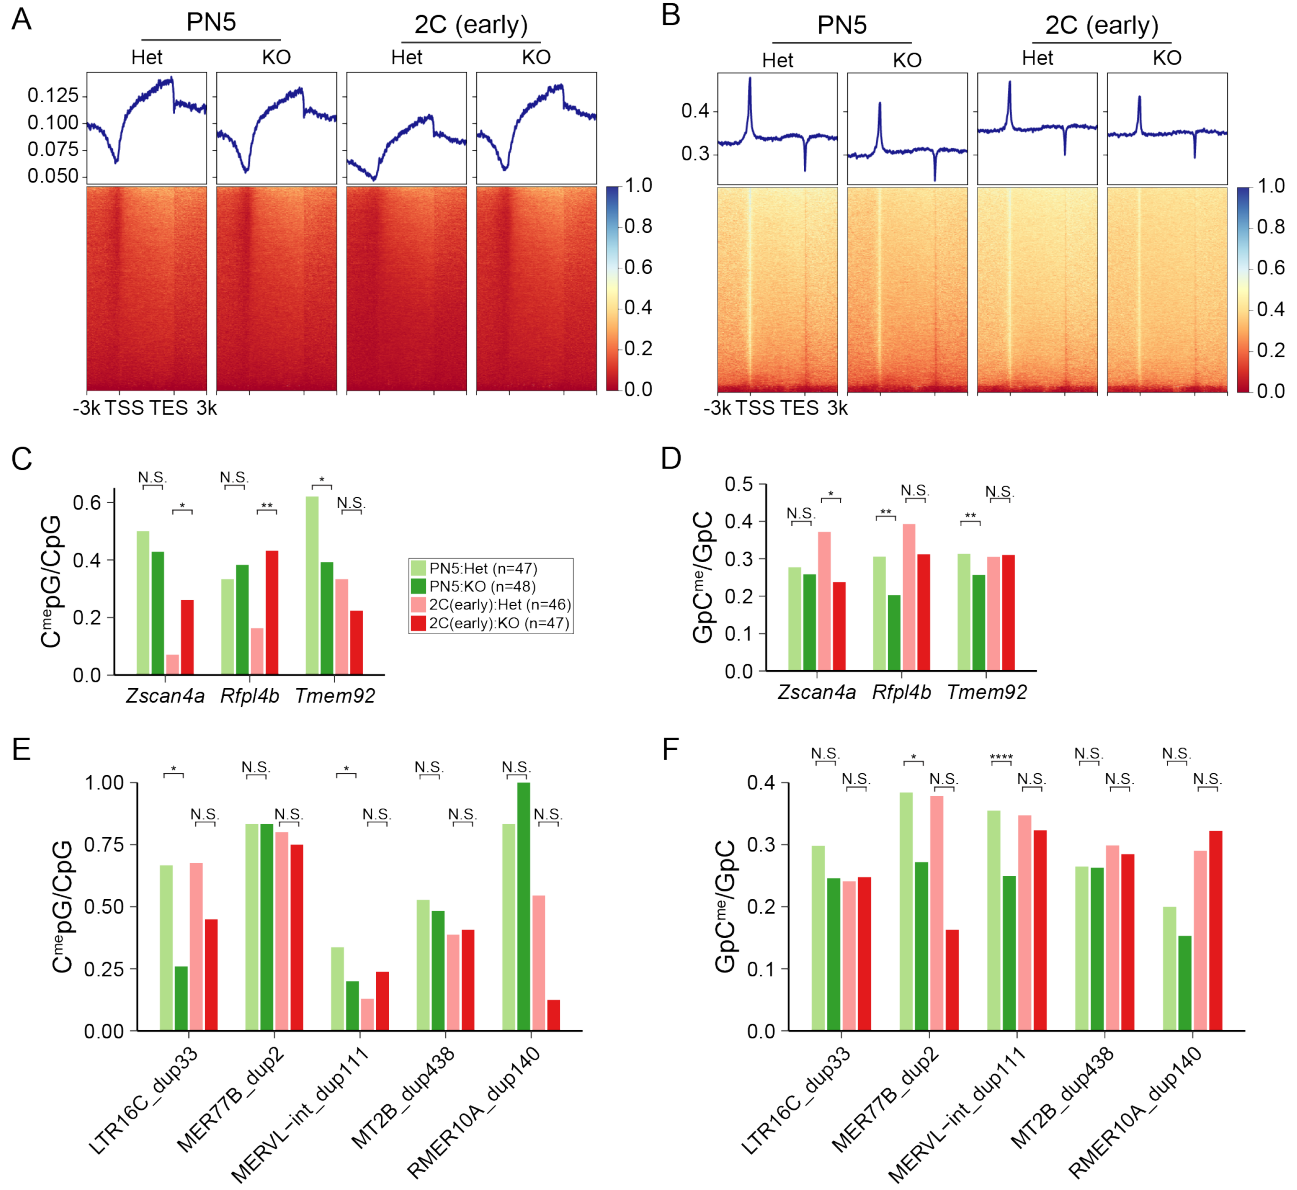 A
PN5
2C (early)
Het
KO
Het
KO
0.125
0.100
0.075
0.050
1.0
0.8
0.6
0.4
0.2
0.0
-3k TSS TES 3k
B
PN5
2C (early)
Het
KO
Het
KO
0.4
0.3
1.0
0.8
0.6
0.4
0.2
0.0
-3k TSS TES 3k
C
CmepG/CpG
0.6
0.4
0.2
0.0
N.S.
*
N.S.
**
*
N.S.
Zscan4a
Rfpl4b
Tmem92
PN5:Het (n=47)
PN5:KO (n=48)
2C(early):Het (n=46)
2C(early):KO (n=47)
D
GpCme/GpC
0.5
0.4
0.3
0.2
0.1
0.0
N.S.
*
**
N.S.
**
N.S.
Zscan4a
Rfpl4b
Tmem92
E
CmepG/CpG
1.00
0.75
0.50
0.25
0.00
*
N.S.
N.S.
N.S.
*
N.S.
N.S.
N.S.
N.S.
N.S.
LTR16C_dup33
MER77B_dup2
MERVL−int_dup111
MT2B_dup438
RMER10A_dup140
F
GpCme/GpC
0.4
0.3
0.2
0.1
0.0
N.S.
N.S.
*
N.S.
****
N.S.
N.S.
N.S.
N.S.
N.S.
LTR16C_dup33
MER77B_dup2
MERVL−int_dup111
MT2B_dup438
RMER10A_dup140